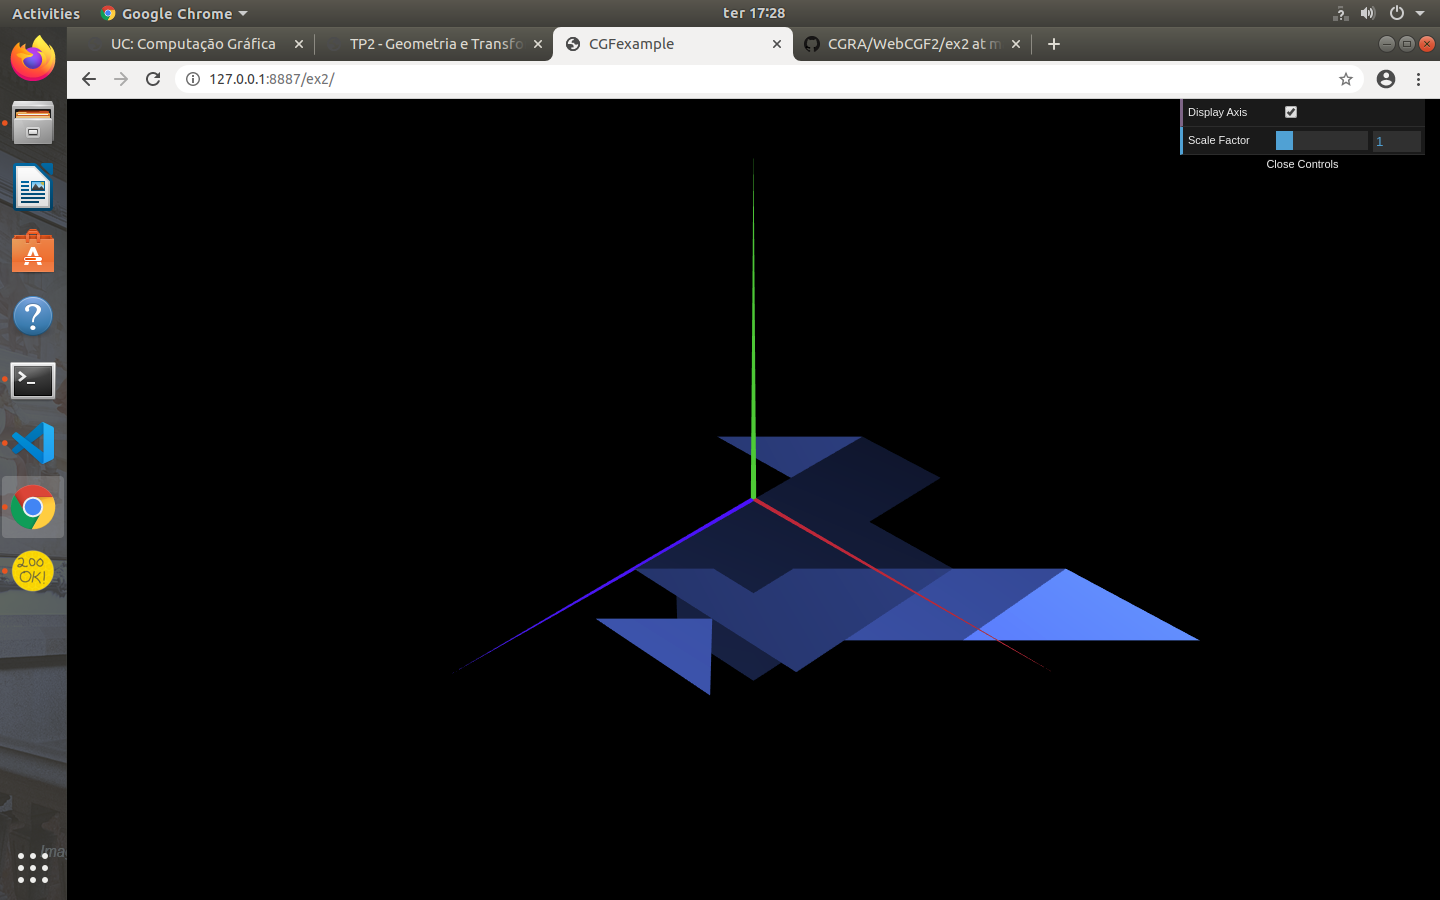 Activities
Google Chrome
ter 17:28
UC: Computação Gráfica
TP2 - Geometria e Transfo
CGFexample
CGRA/WebCGF2/ex2 at m
127.0.0.1:8887/ex2/
Display Axis
Scale Factor
1
Close Controls
200
OK!
Ima